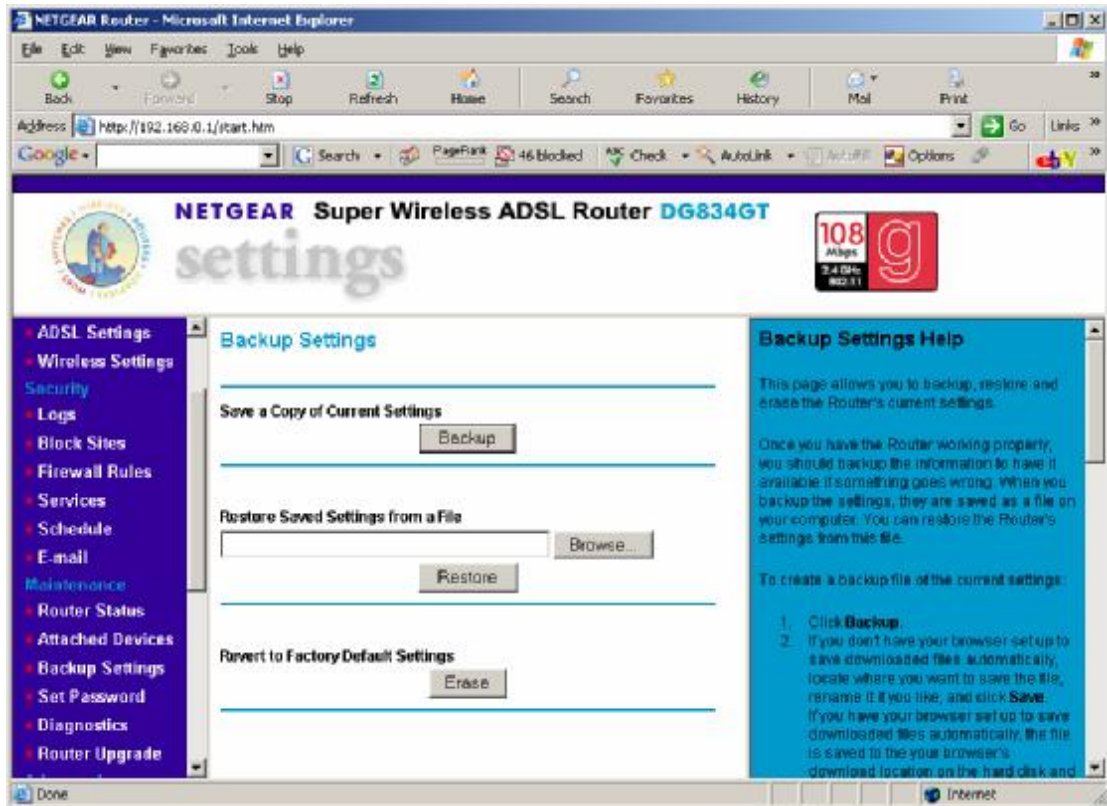 NETGEAR Router - Microsoft Internet Explorer
File Edit View Favorites Tools Help
Back Forward Stop Refresh Home Search Favorites History Mail Print
Address http://192.168.0.1/start.htm Go Links »
Google Search PageRank 46 blocked ABC Check AutoLink AutoFill Options
NETGEAR Super Wireless ADSL Router DG834GT
settings
108 Mbps 2.4 GHz 802.11 g
ADSL Settings
Wireless Settings
Security
Logs
Block Sites
Firewall Rules
Services
Schedule
E-mail
Maintenance
Router Status
Attached Devices
Backup Settings
Set Password
Diagnostics
Router Upgrade
Backup Settings
Save a Copy of Current Settings
Backup
Restore Saved Settings from a File
Browse...
Restore
Revert to Factory Default Settings
Erase
Backup Settings Help
This page allows you to backup, restore and
erase the Router's current settings.
Once you have the Router working properly,
you should backup the information to have it
available if something goes wrong. When you
backup the settings, they are saved as a file on
your computer. You can restore the Router's
settings from this file.
To create a backup file of the current settings:
1. Click Backup.
2. If you don't have your browser set up to
save downloaded files automatically,
locate where you want to save the file,
rename it if you like, and click Save.
If you have your browser set up to save
downloaded files automatically, the file
is saved to the your browser's
download location on the hard disk and
Done Internet